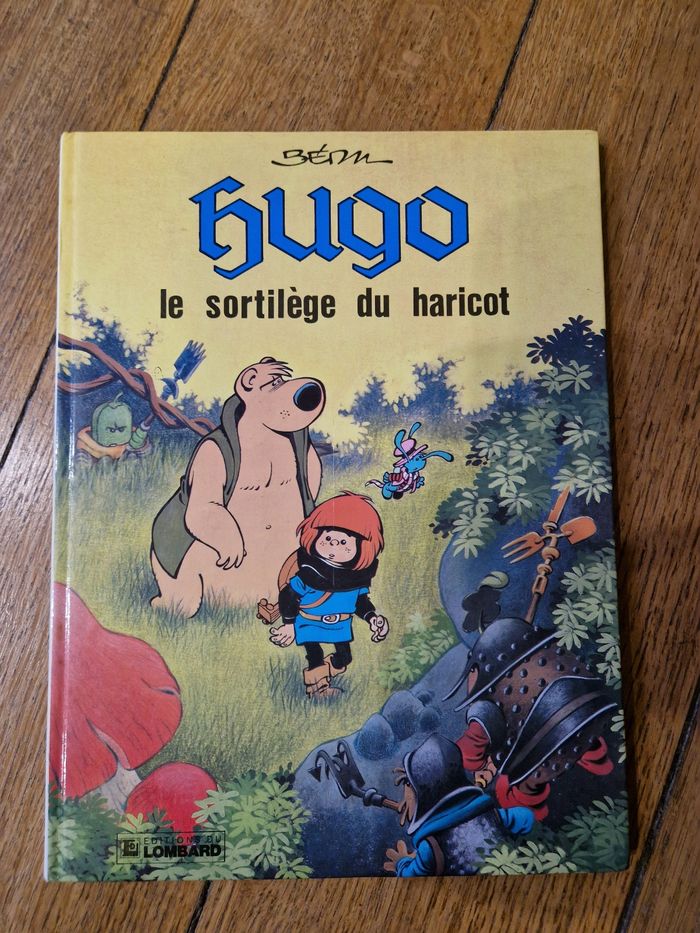 BÉDU
hugo
le sortilège du haricot
EDITIONS DU
LOMBARD